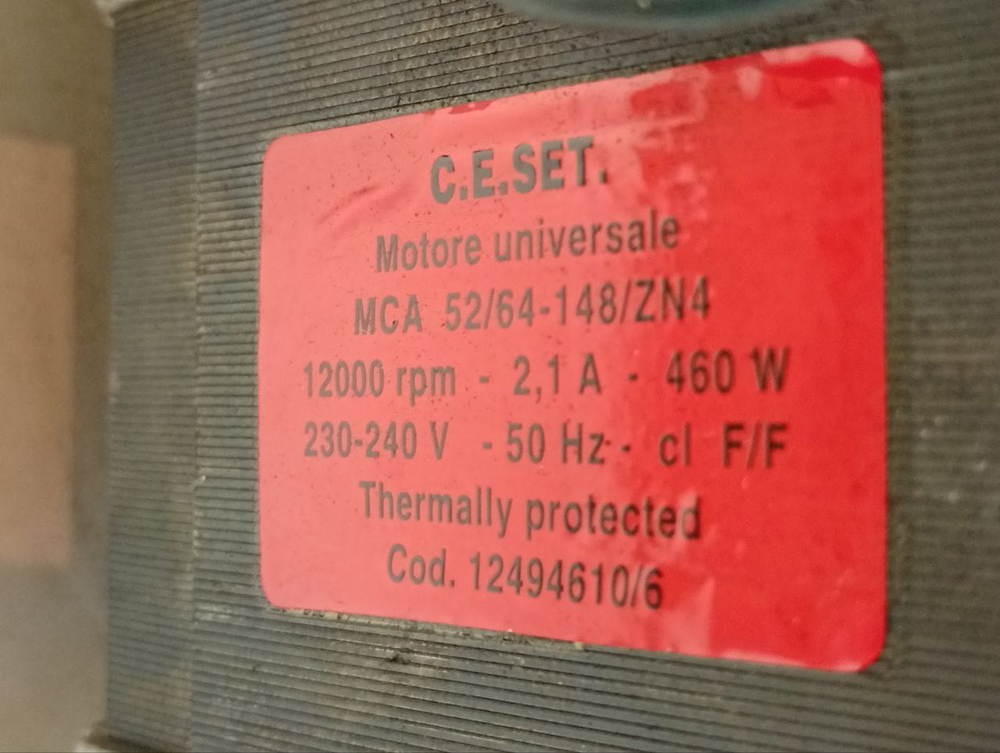 C.E.SET.
Motore universale
MCA 52/64-148/ZN4
12000 rpm - 2,1 A - 460 W
230-240 V - 50 Hz - cl F/F
Thermally protected
Cod. 12494610/6